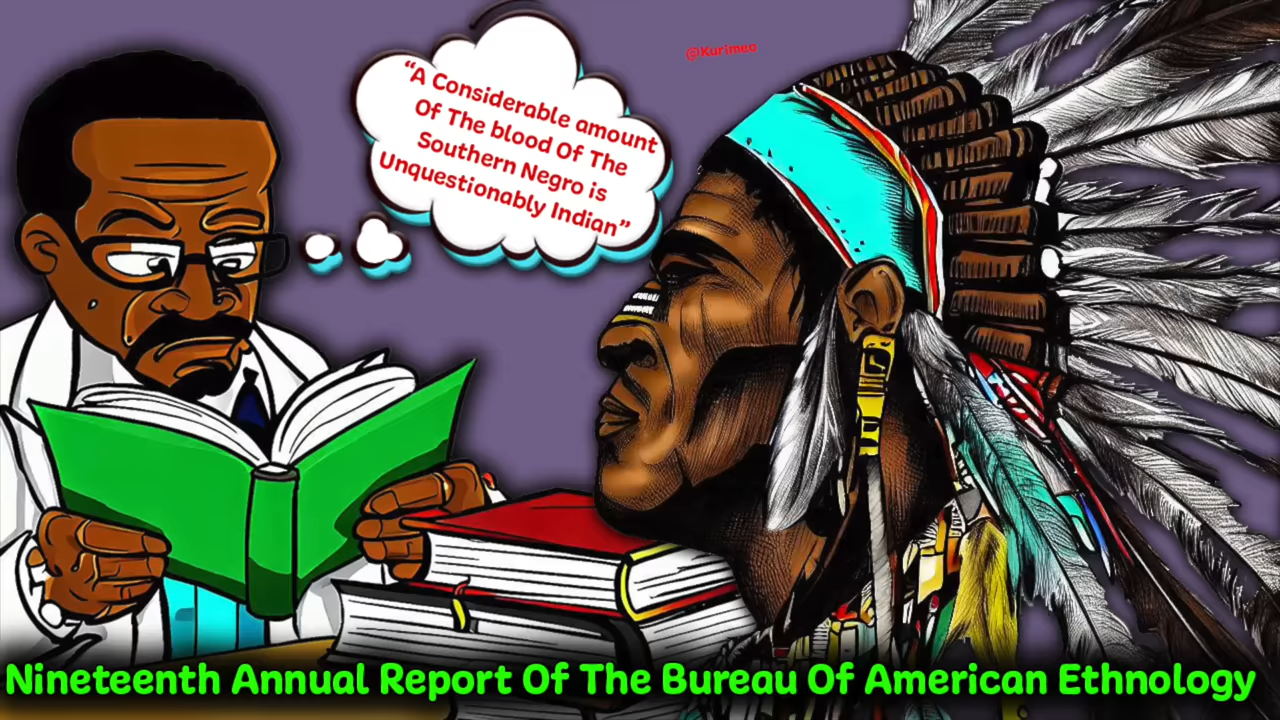 @Kurimeo
“A Considerable amount
Of The blood Of The
Southern Negro is
Unquestionably Indian”
Nineteenth Annual Report Of The Bureau Of American Ethnology